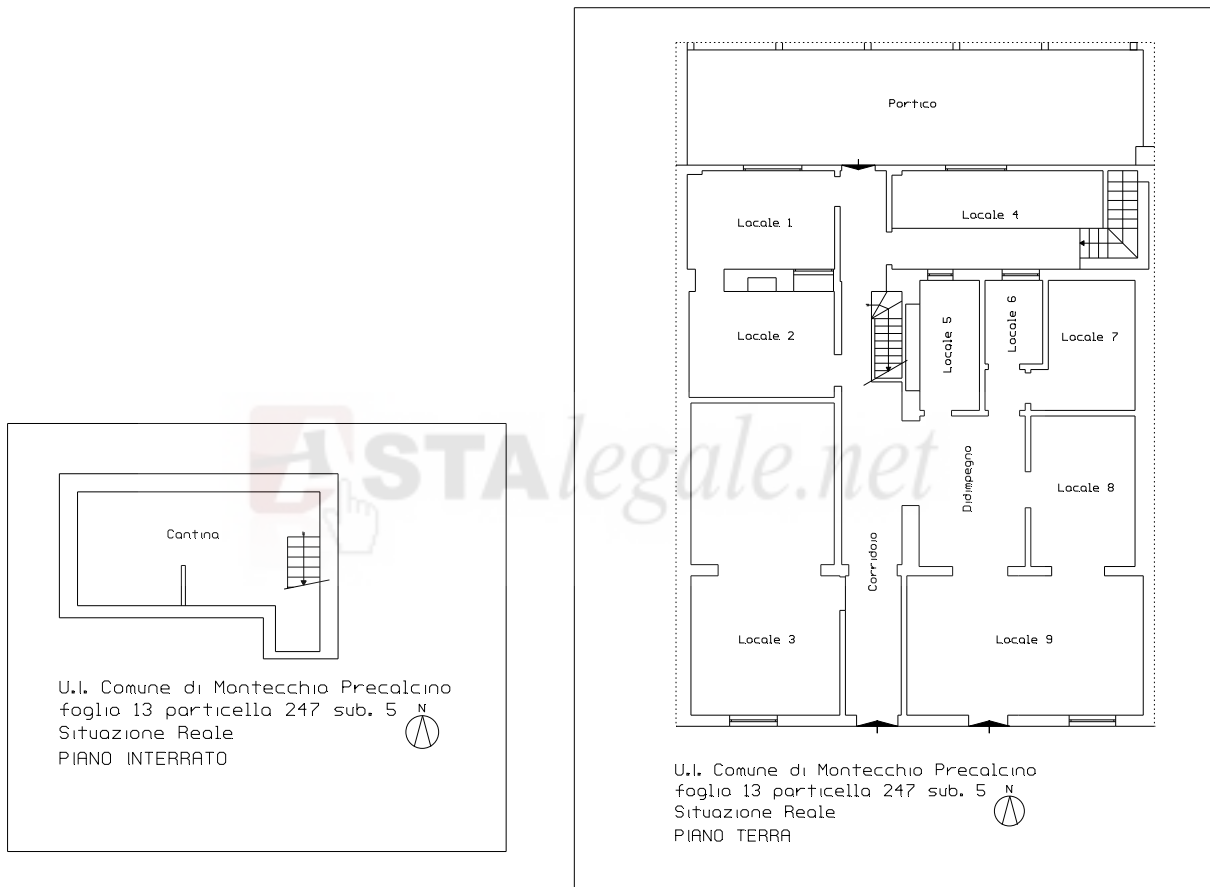 Portico
Locale 1
Locale 4
Locale 2
Locale 5
Locale 6
Locale 7
ASTAlegale.net
Didimpegno
Locale 8
Cantina
Corridoio
Locale 3
Locale 9
U.I. Comune di Montecchio Precalcino
foglio 13 particella 247 sub. 5
N
Situazione Reale
PIANO INTERRATO
U.I. Comune di Montecchio Precalcino
foglio 13 particella 247 sub. 5
N
Situazione Reale
PIANO TERRA